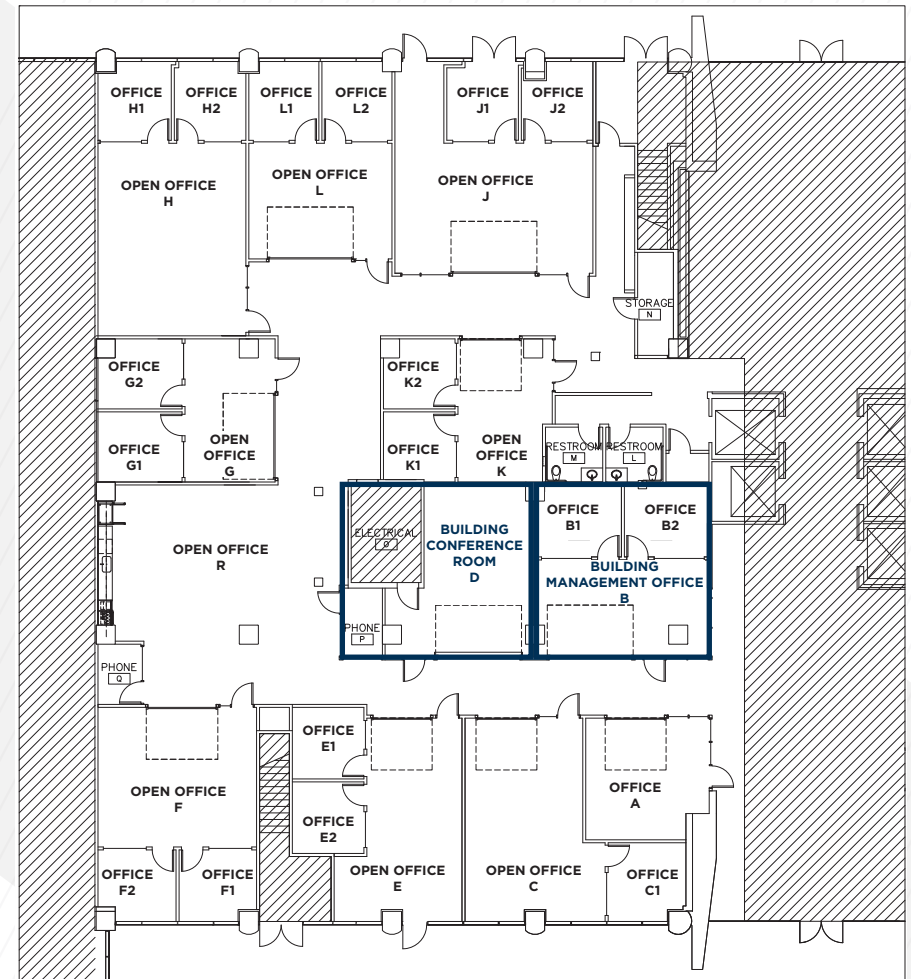 OFFICE
H1
OFFICE
H2
OFFICE
L1
OFFICE
L2
OFFICE
J1
OFFICE
J2
OPEN OFFICE
H
OPEN OFFICE
L
OPEN OFFICE
J
STORAGE
N
OFFICE
G2
OFFICE
G1
OPEN
OFFICE
G
OFFICE
K2
OFFICE
K1
OPEN
OFFICE
K
RESTROOM
M
RESTROOM
L
OPEN OFFICE
R
ELECTRICAL
O
BUILDING
CONFERENCE
ROOM
D
OFFICE
B1
OFFICE
B2
BUILDING
MANAGEMENT OFFICE
B
PHONE
P
PHONE
Q
OPEN OFFICE
F
OFFICE
F2
OFFICE
F1
OFFICE
E1
OFFICE
E2
OPEN OFFICE
E
OPEN OFFICE
C
OFFICE
A
OFFICE
C1